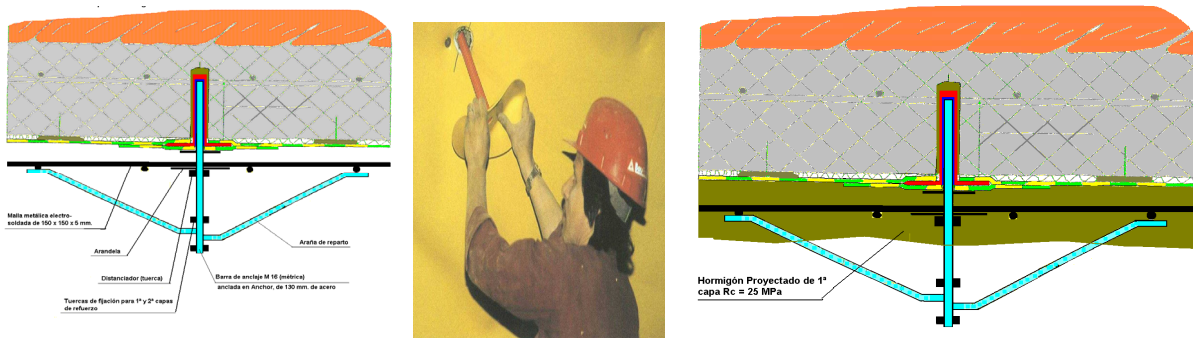 Malla metálica electro-
soldada de 150 x 150 x 5 mm.
Arandela
Araña de reparto
Distanciador (tuerca)
Barra de anclaje M 16 (métrica)
anclada en Anchor, de 130 mm. de acero
Tuercas de fijación para 1ª y 2ª capas
de refuerzo
Hormigón Proyectado de 1ª
capa Rc = 25 MPa